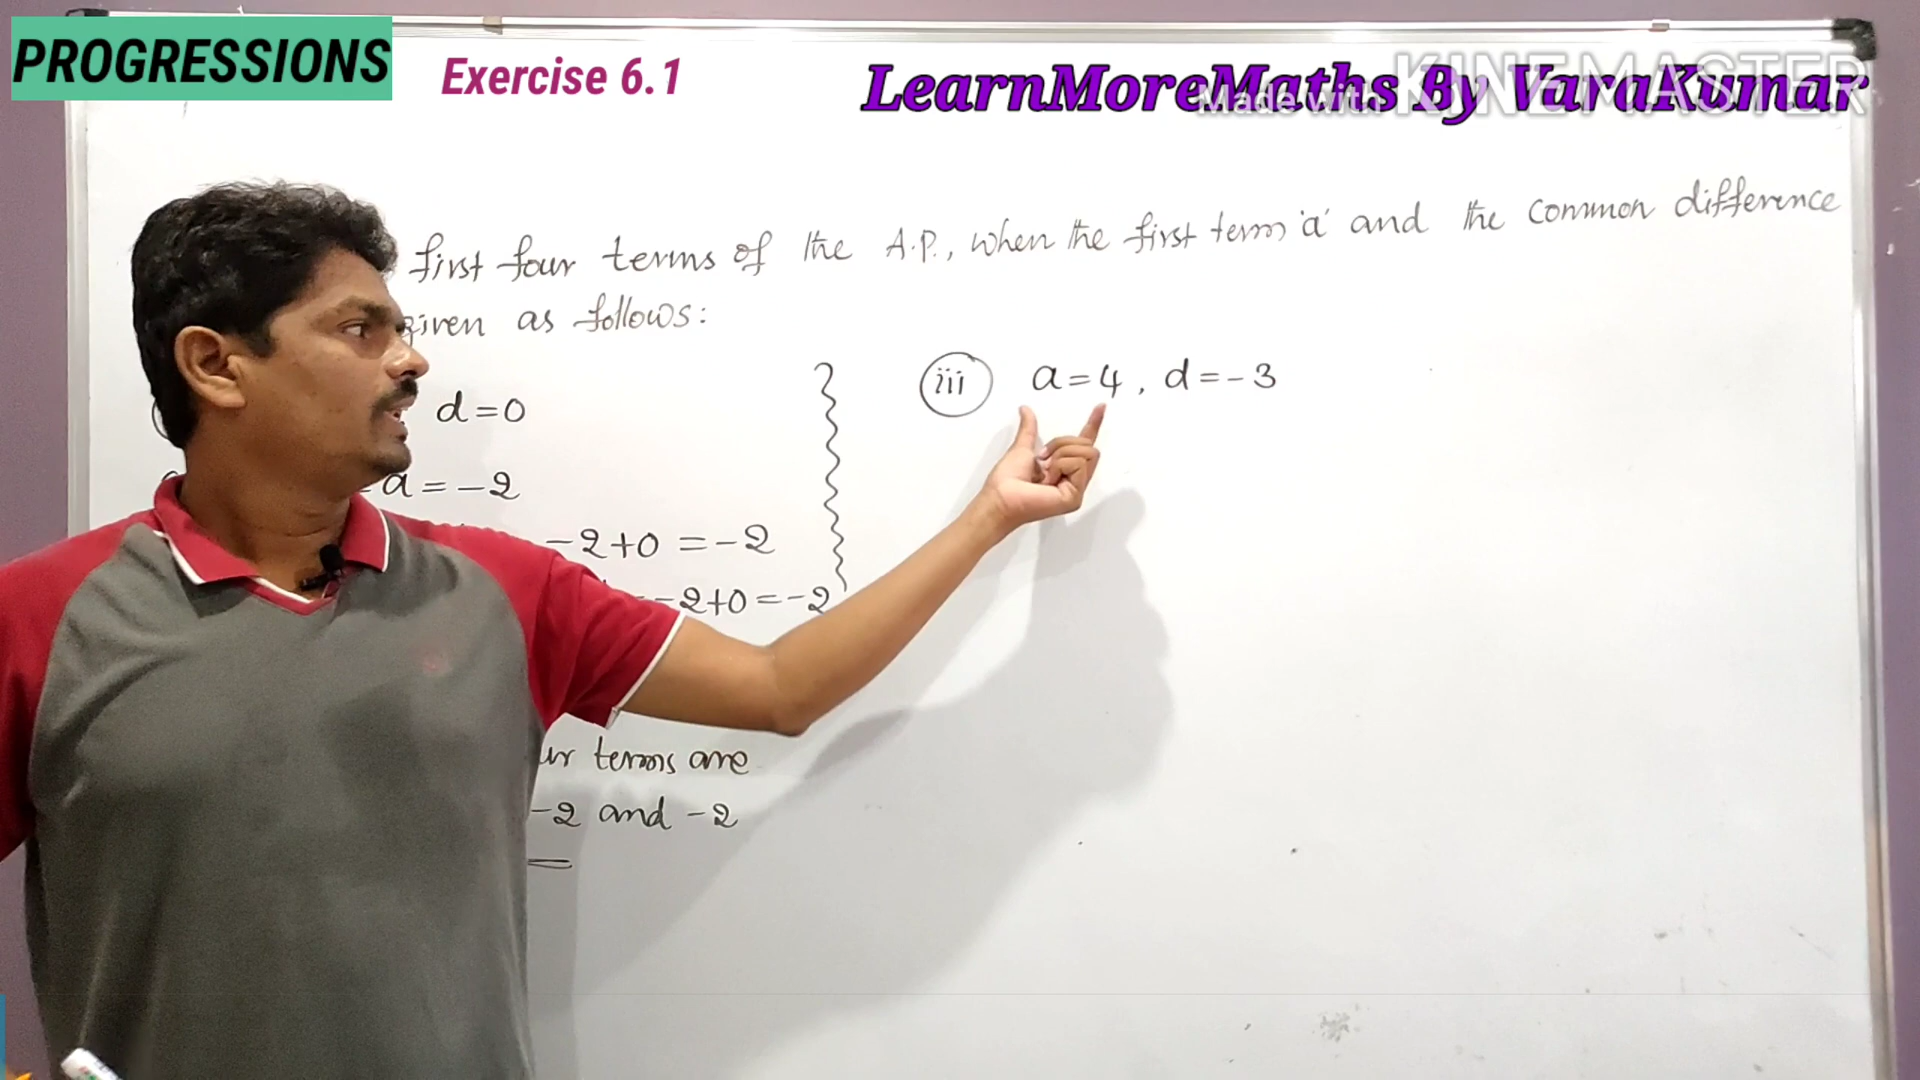 PROGRESSIONS
Exercise 6.1
LearnMoreMaths By VaraKumar
Made with KINEMASTER
first four terms of the A.P., when the first term 'a' and the common difference
given as follows:
d=0
a=-2
-2+0=-2
-2+0=-2
terms are
-2 and -2
iii a=4, d=-3